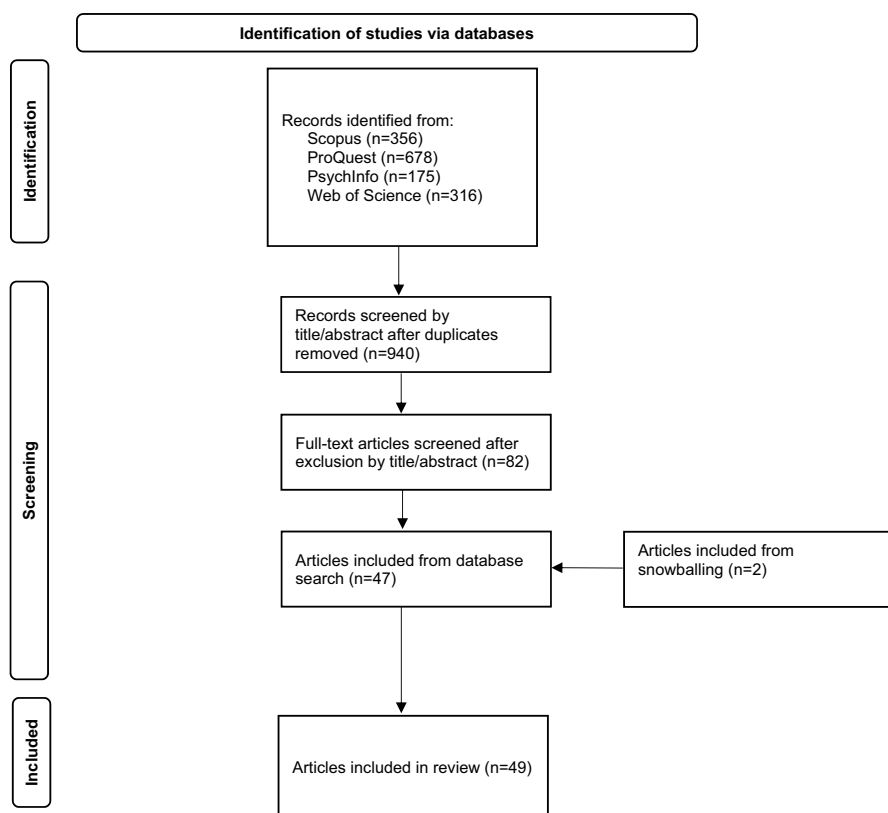 Identification of studies via databases
Identification
Records identified from:
Scopus (n=356)
ProQuest (n=678)
PsychInfo (n=175)
Web of Science (n=316)
Screening
Records screened by
title/abstract after duplicates
removed (n=940)
Full-text articles screened after
exclusion by title/abstract (n=82)
Articles included from database
search (n=47)
Articles included from
snowballing (n=2)
Included
Articles included in review (n=49)